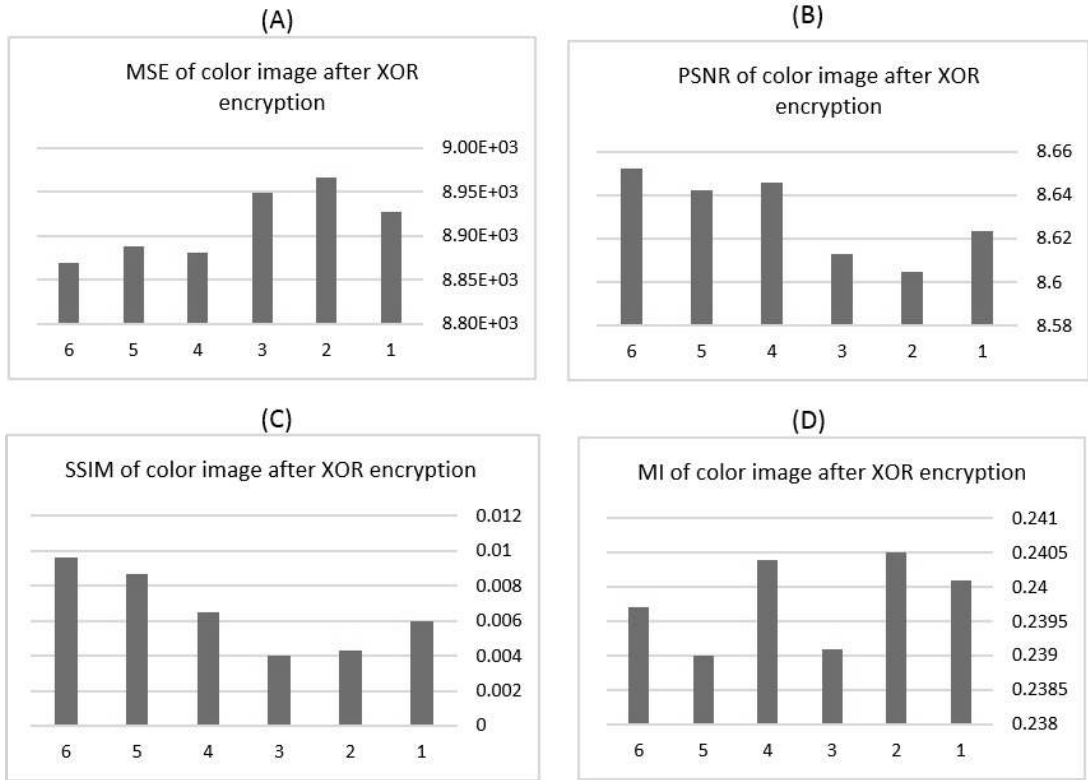 (A)
MSE of color image after XOR
encryption
9.00E+03
8.95E+03
8.90E+03
8.85E+03
8.80E+03
6 5 4 3 2 1
(B)
PSNR of color image after XOR
encryption
8.66
8.64
8.62
8.6
8.58
6 5 4 3 2 1
(C)
SSIM of color image after XOR encryption
0.012
0.01
0.008
0.006
0.004
0.002
0
6 5 4 3 2 1
(D)
MI of color image after XOR encryption
0.241
0.2405
0.24
0.2395
0.239
0.2385
0.238
6 5 4 3 2 1